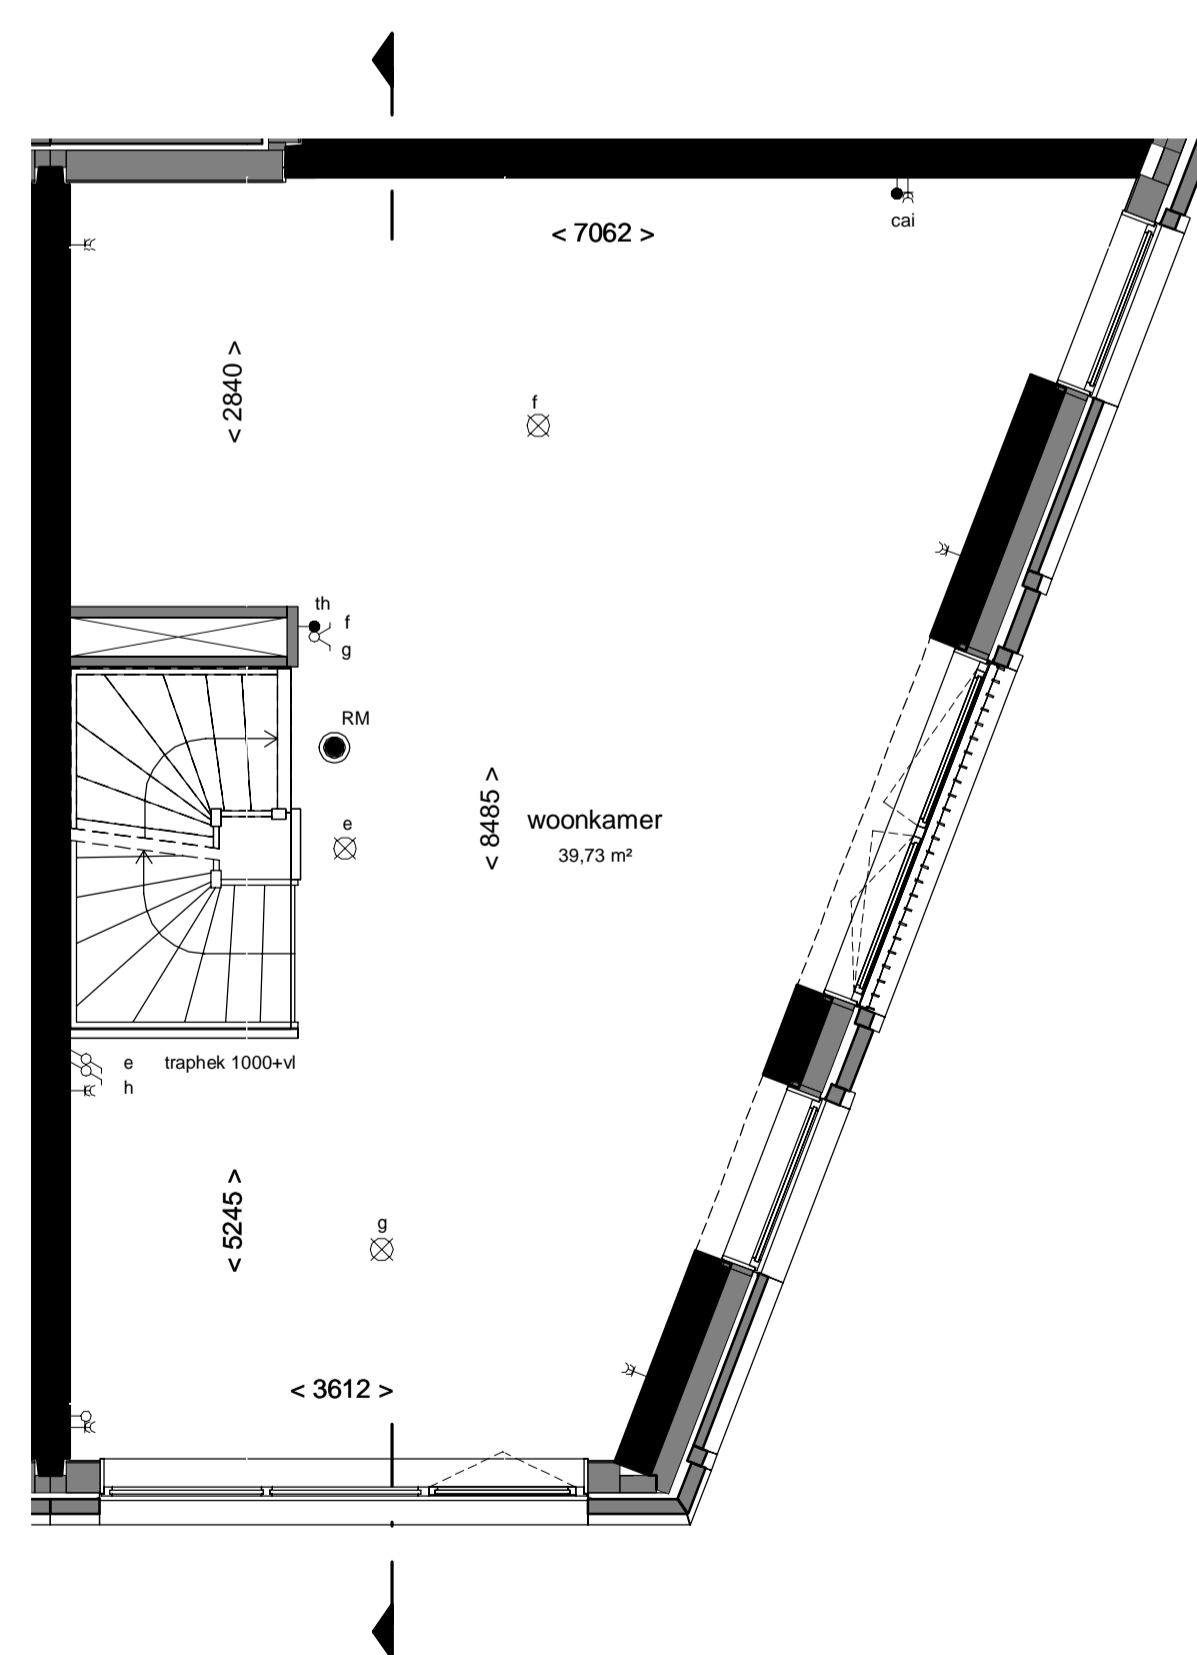 cai
< 7062 >
< 2840 >
f
th
f
g
RM
e
< 8485 >
woonkamer
39,73 m²
e traphek 1000+vl
h
< 5245 >
g
< 3612 >